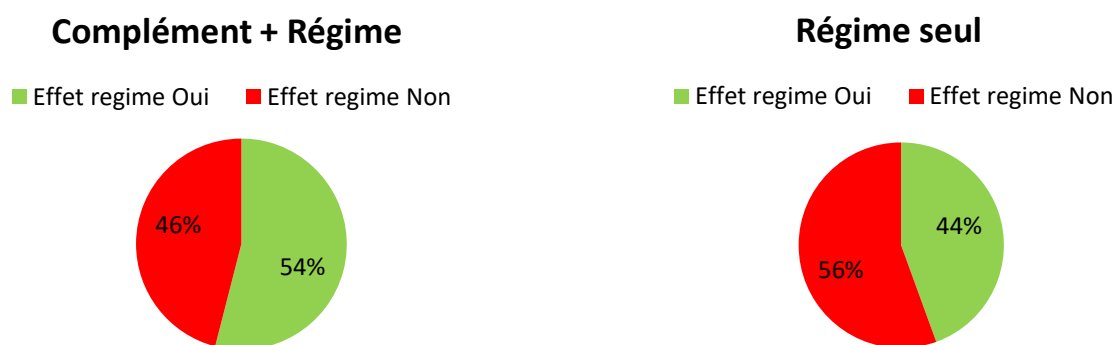 Complément + Régime
Effet regime Oui Effet regime Non
46%
54%
Régime seul
Effet regime Oui Effet regime Non
44%
56%